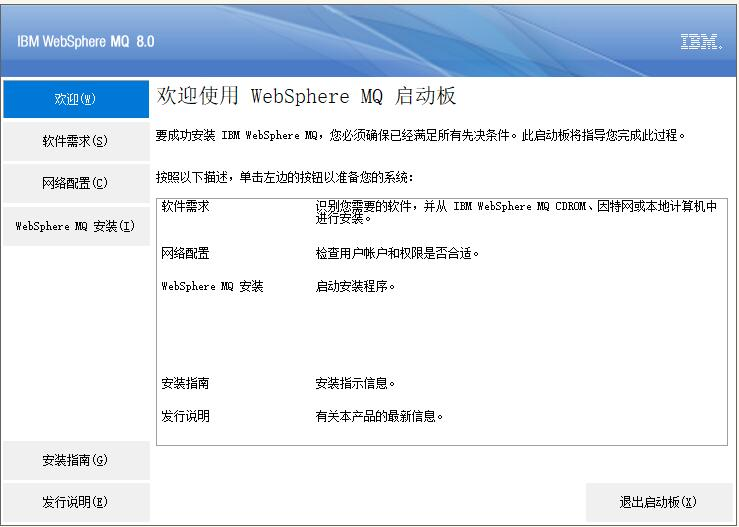 IBM WebSphere MQ 8.0
IBM.
欢迎(W)
软件需求(S)
网络配置(C)
WebSphere MQ 安装(I)
安装指南(G)
发行说明(E)
欢迎使用 WebSphere MQ 启动板
要成功安装 IBM WebSphere MQ，您必须确保已经满足所有先决条件。此启动板将指导您完成此过程。
按照以下描述，单击左边的按钮以准备您的系统：
软件需求 识别您需要的软件，并从 IBM WebSphere MQ CDROM、因特网或本地计算机中
进行安装。
网络配置 检查用户帐户和权限是否合适。
WebSphere MQ 安装 启动安装程序。
安装指南 安装指示信息。
发行说明 有关本产品的最新信息。
退出启动板(X)